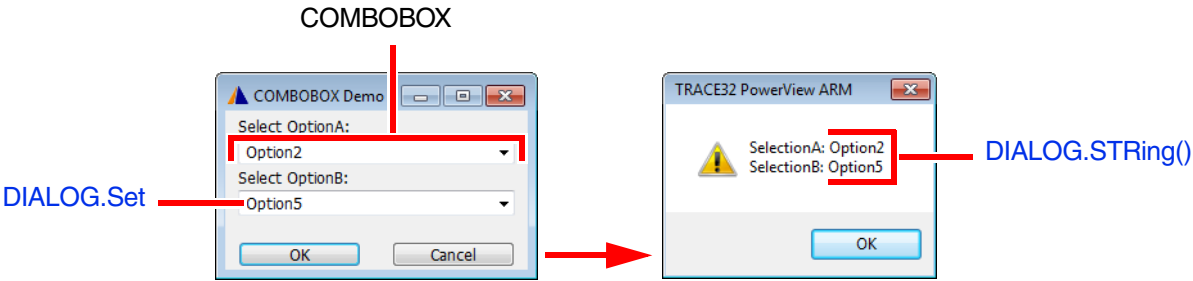 COMBOBOX
COMBOBOX Demo
Select OptionA:
Option2
Select OptionB:
DIALOG.Set
Option5
OK
Cancel
TRACE32 PowerView ARM
SelectionA: Option2
SelectionB: Option5
DIALOG.STRing()
OK